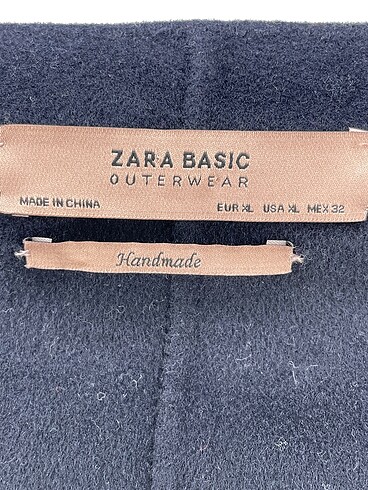 ZARA BASIC
OUTERWEAR
MADE IN CHINA EUR XL USA XL MEX 32
Handmade